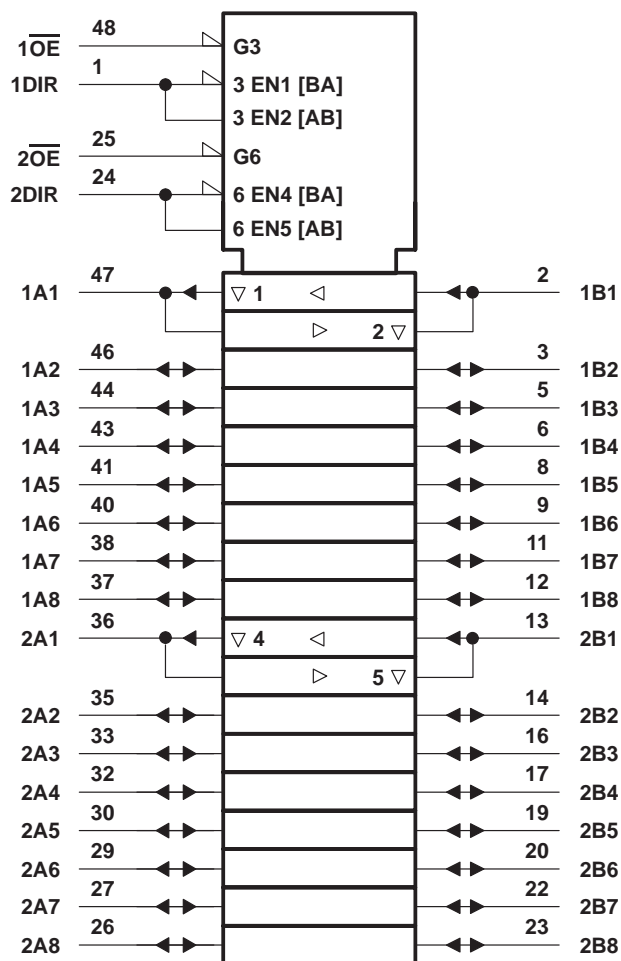 1OE 48 G3
1DIR 1 3 EN1 [BA]
3 EN2 [AB]
2OE 25 G6
2DIR 24 6 EN4 [BA]
6 EN5 [AB]
1A1 47 ▽ 1 ◁ 2 1B1
▷ 2 ▽
1A2 46 3 1B2
1A3 44 5 1B3
1A4 43 6 1B4
1A5 41 8 1B5
1A6 40 9 1B6
1A7 38 11 1B7
1A8 37 12 1B8
2A1 36 ▽ 4 ◁ 13 2B1
▷ 5 ▽
2A2 35 14 2B2
2A3 33 16 2B3
2A4 32 17 2B4
2A5 30 19 2B5
2A6 29 20 2B6
2A7 27 22 2B7
2A8 26 23 2B8